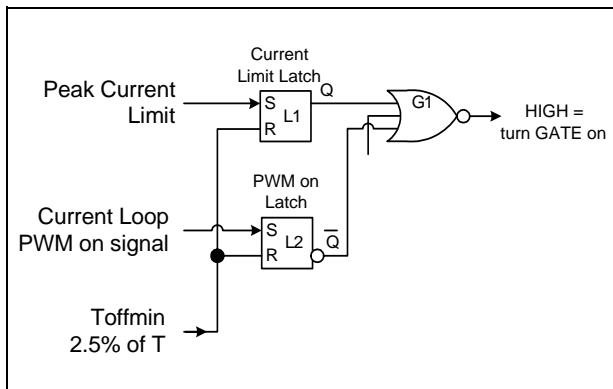 Current
Limit Latch
Peak Current
Limit
S
R
L1
Q
G1
HIGH =
turn GATE on
PWM on
Latch
Current Loop
PWM on signal
S
R
L2
Q̅
Toffmin
2.5% of T